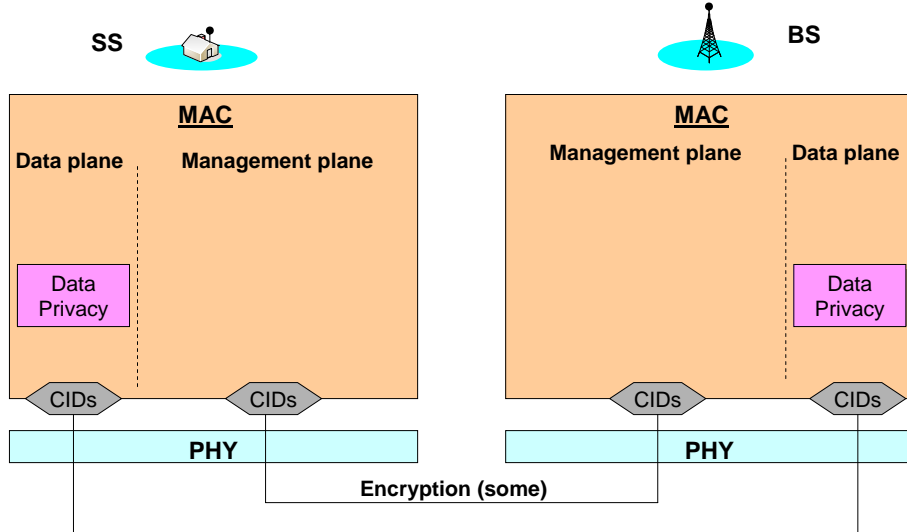 SS
BS
MAC
MAC
Data plane
Management plane
Management plane
Data plane
Data
Privacy
Data
Privacy
CIDs
CIDs
CIDs
CIDs
PHY
PHY
Encryption (some)